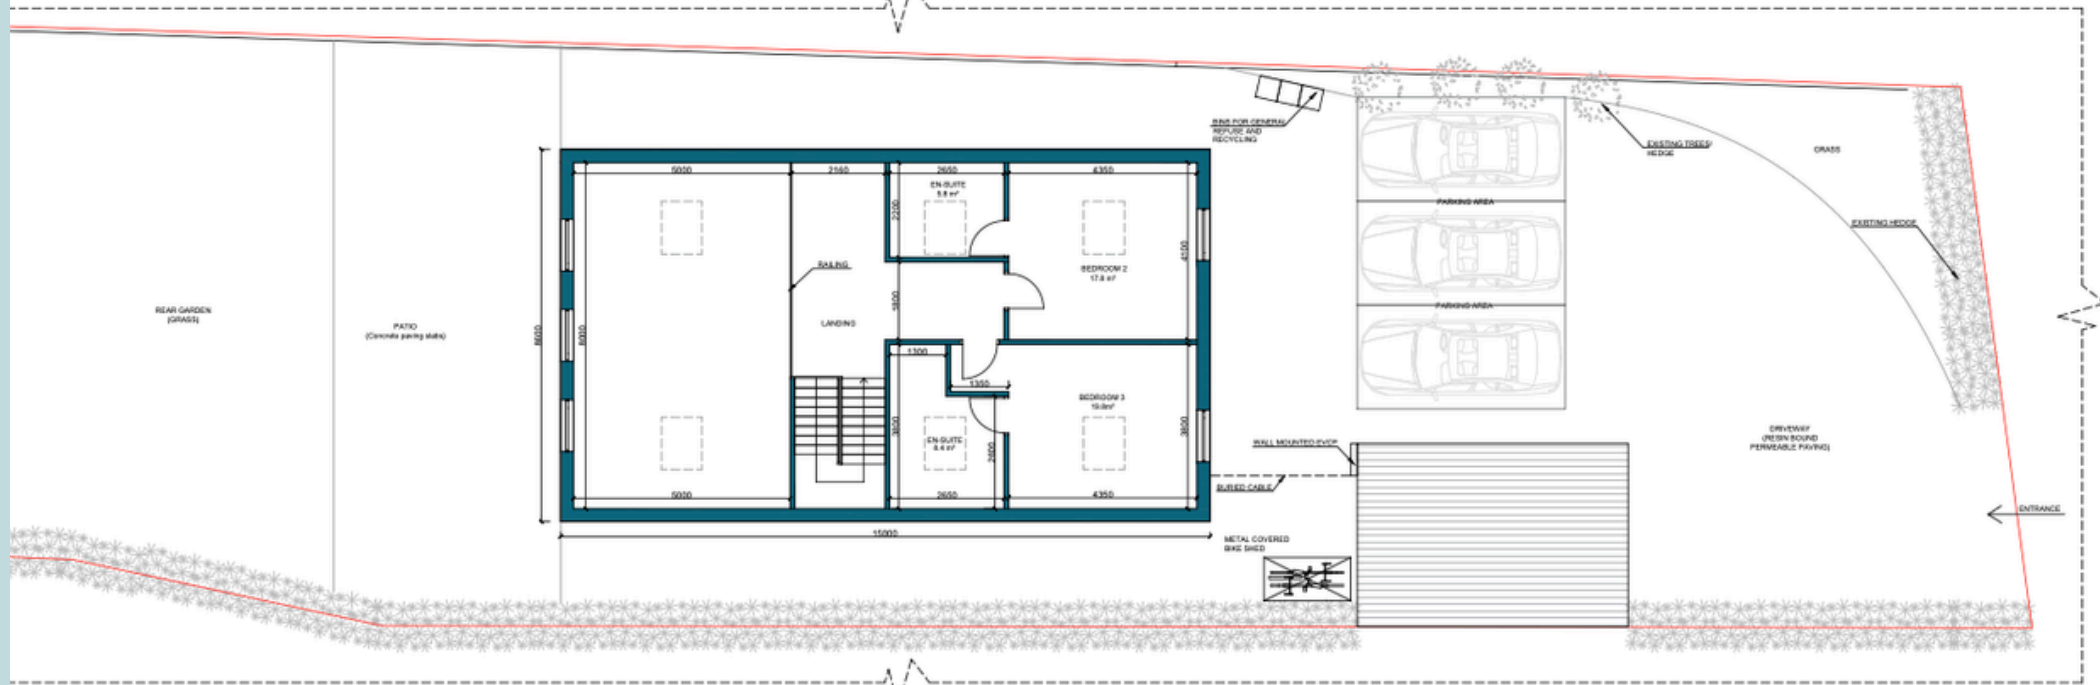 BINS FOR GENERAL
REFUSE AND
RECYCLING
EXISTING TREES/
HEDGE
GRASS
EXISTING HEDGE
PARKING AREA
PARKING AREA
5000
2160
2650
4350
EN-SUITE
5.8 m²
2200
4100
RAILING
BEDROOM 2
17.8 m²
REAR GARDEN
(GRASS)
PATIO
(Concrete paving slabs)
8600
8000
LANDING
1300
1350
BEDROOM 3
EN-SUITE
3800
2600
3800
5000
2650
4350
15000
WALL MOUNTED EVCP
BURIED CABLE
METAL COVERED
BIKE SHED
DRIVEWAY
(RESIN BOUND
PERMEABLE PAVING)
ENTRANCE